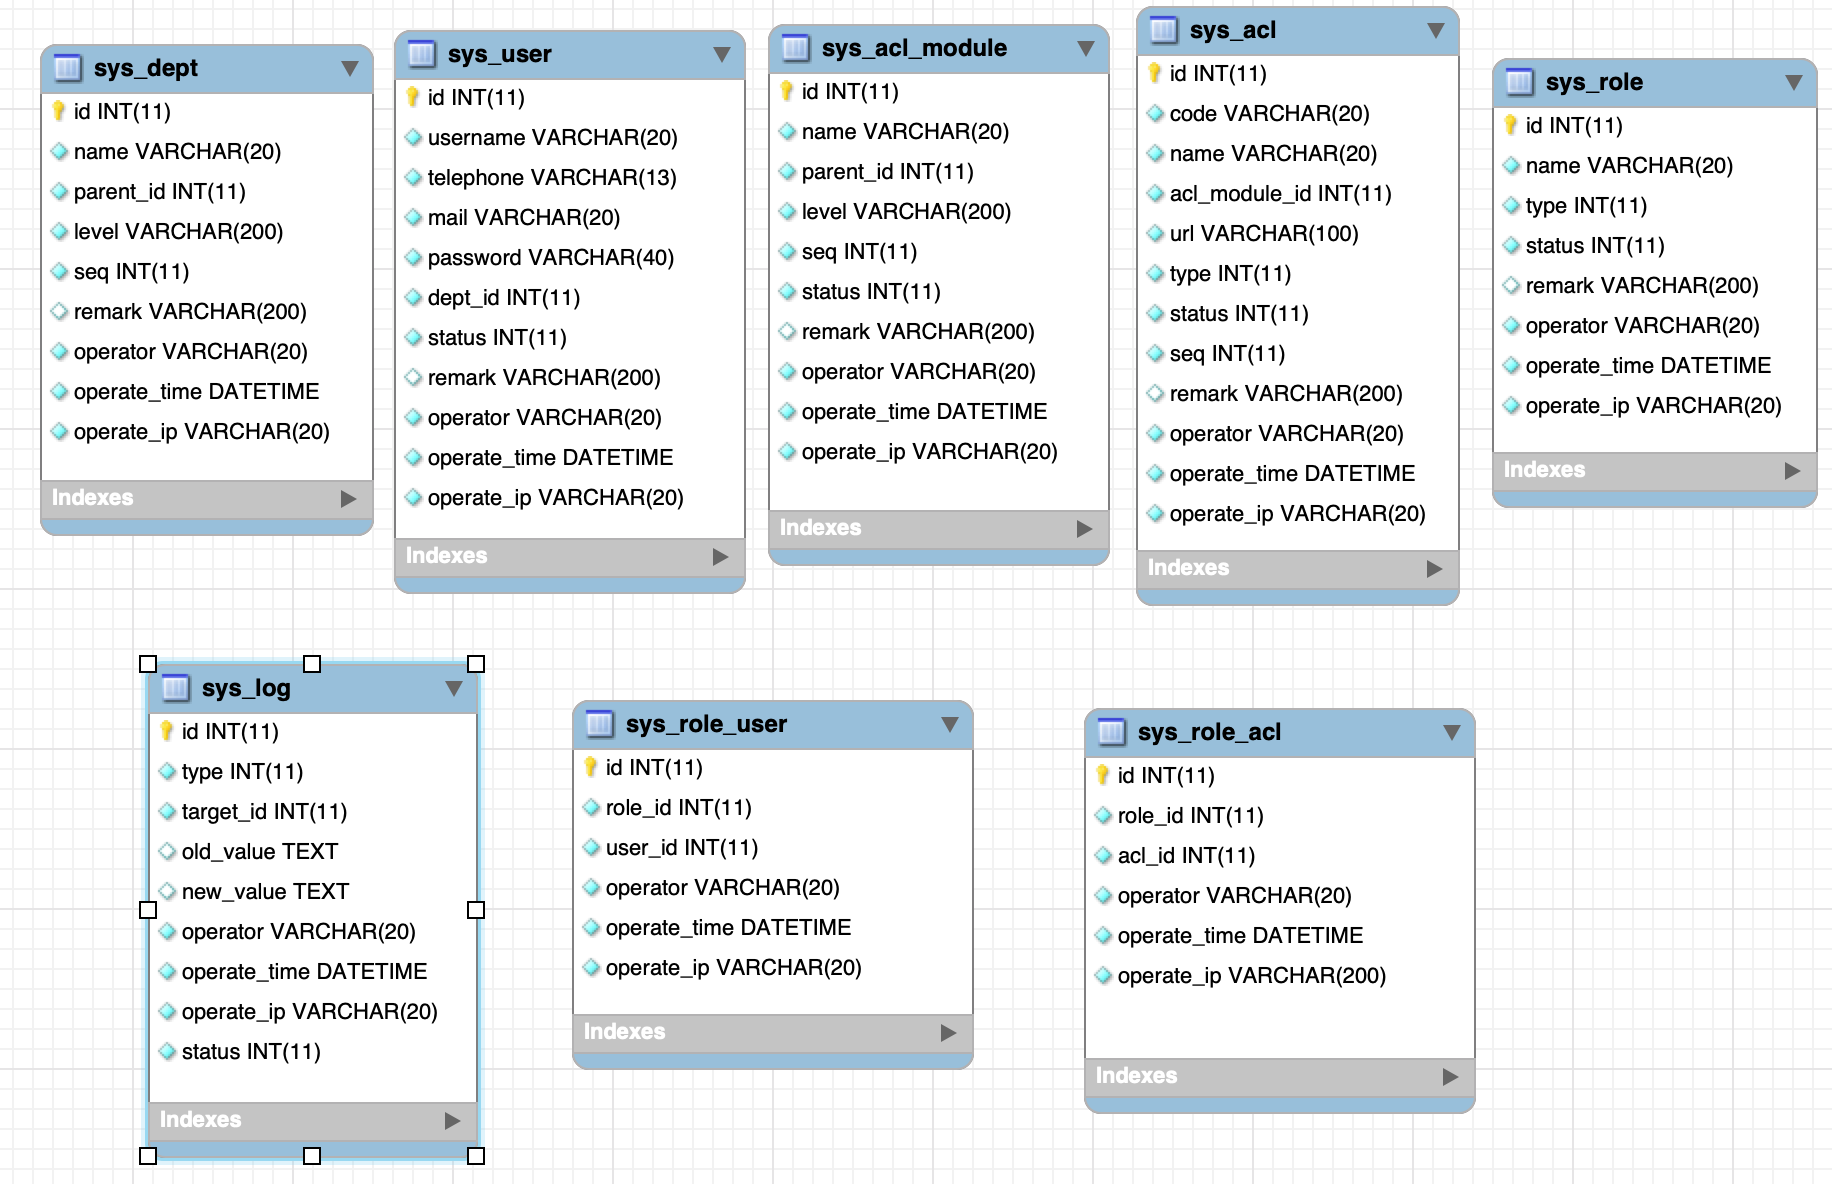 sys_dept
id INT(11)
name VARCHAR(20)
parent_id INT(11)
level VARCHAR(200)
seq INT(11)
remark VARCHAR(200)
operator VARCHAR(20)
operate_time DATETIME
operate_ip VARCHAR(20)
Indexes
sys_user
id INT(11)
username VARCHAR(20)
telephone VARCHAR(13)
mail VARCHAR(20)
password VARCHAR(40)
dept_id INT(11)
status INT(11)
remark VARCHAR(200)
operator VARCHAR(20)
operate_time DATETIME
operate_ip VARCHAR(20)
Indexes
sys_acl_module
id INT(11)
name VARCHAR(20)
parent_id INT(11)
level VARCHAR(200)
seq INT(11)
status INT(11)
remark VARCHAR(200)
operator VARCHAR(20)
operate_time DATETIME
operate_ip VARCHAR(20)
Indexes
sys_acl
id INT(11)
code VARCHAR(20)
name VARCHAR(20)
acl_module_id INT(11)
url VARCHAR(100)
type INT(11)
status INT(11)
seq INT(11)
remark VARCHAR(200)
operator VARCHAR(20)
operate_time DATETIME
operate_ip VARCHAR(20)
Indexes
sys_role
id INT(11)
name VARCHAR(20)
type INT(11)
status INT(11)
remark VARCHAR(200)
operator VARCHAR(20)
operate_time DATETIME
operate_ip VARCHAR(20)
Indexes
sys_log
id INT(11)
type INT(11)
target_id INT(11)
old_value TEXT
new_value TEXT
operator VARCHAR(20)
operate_time DATETIME
operate_ip VARCHAR(20)
status INT(11)
Indexes
sys_role_user
id INT(11)
role_id INT(11)
user_id INT(11)
operator VARCHAR(20)
operate_time DATETIME
operate_ip VARCHAR(20)
Indexes
sys_role_acl
id INT(11)
role_id INT(11)
acl_id INT(11)
operator VARCHAR(20)
operate_time DATETIME
operate_ip VARCHAR(200)
Indexes